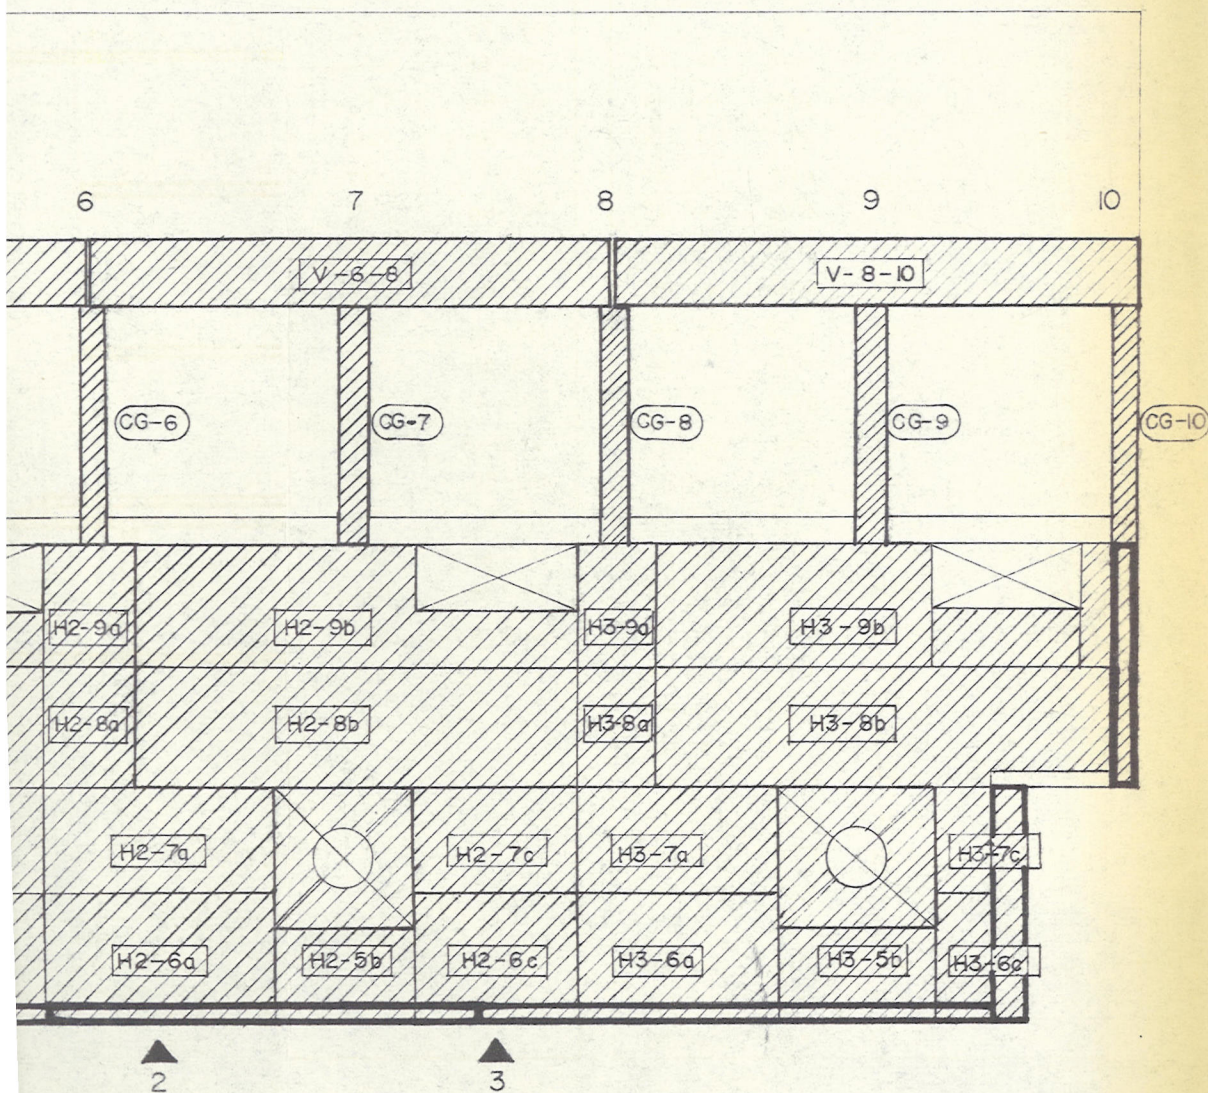 6 7 8 9 10
V-6-8 V-8-10
CG-6 CG-7 CG-8 CG-9 CG-10
H2-9a H2-9b H3-9a H3-9b
H2-8a H2-8b H3-8a H3-8b
H2-7a H2-7c H3-7a H3-7c
H2-6a H2-5b H2-6c H3-6a H3-5b H3-6c
2 3